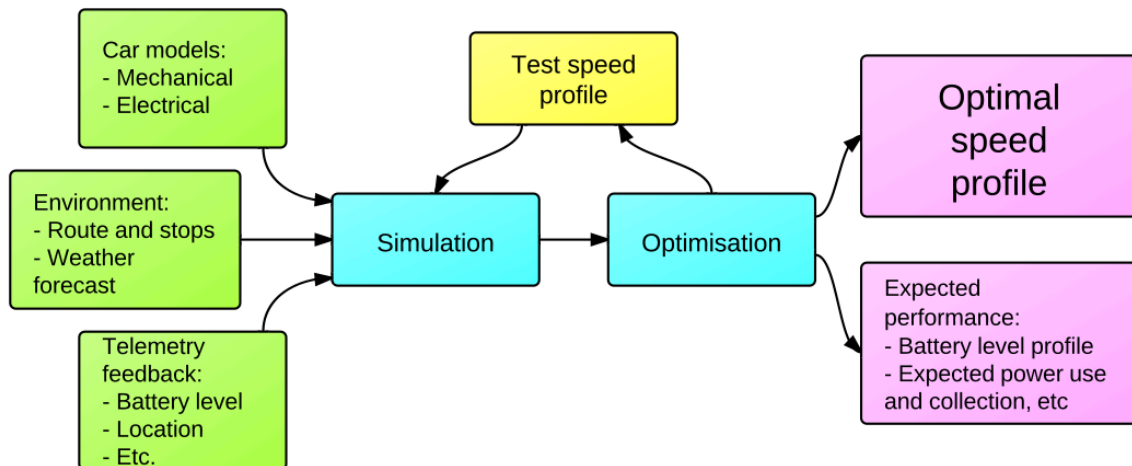 Car models:
- Mechanical
- Electrical
Environment:
- Route and stops
- Weather
forecast
Telemetry
feedback:
- Battery level
- Location
- Etc.
Test speed
profile
Simulation
Optimisation
Optimal
speed
profile
Expected
performance:
- Battery level profile
- Expected power use
and collection, etc